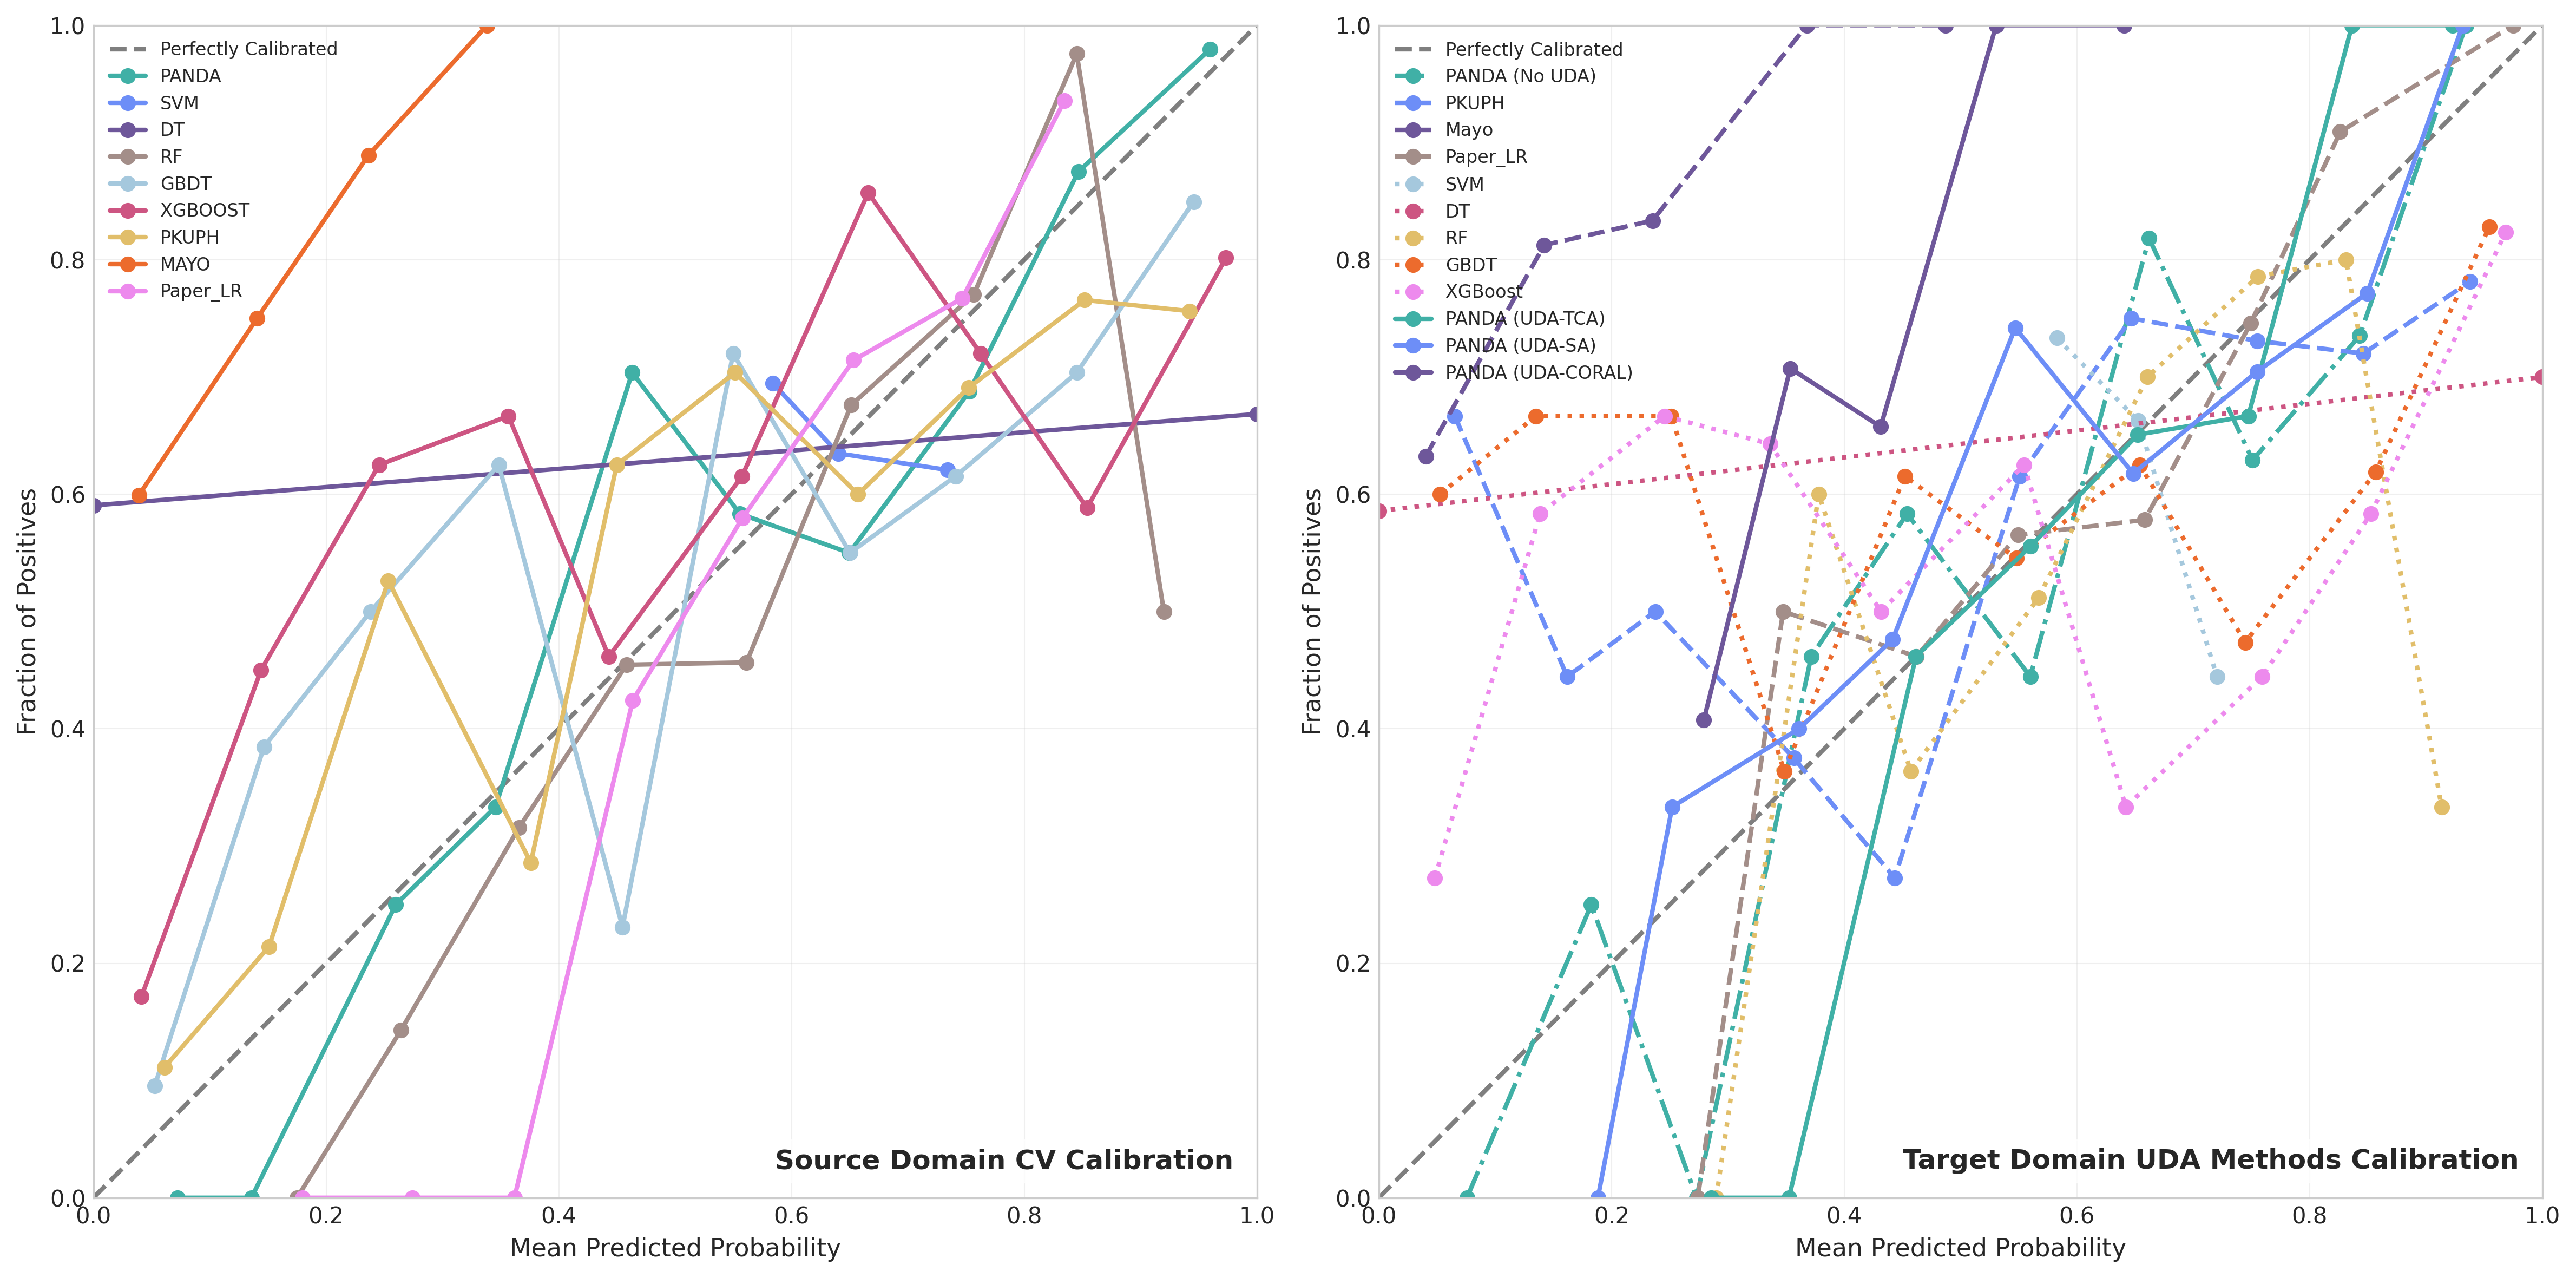 1.0
0.8
0.6
0.4
0.2
0.0
Fraction of Positives
Perfectly Calibrated
PANDA
SVM
DT
RF
GBDT
XGBOOST
PKUPH
MAYO
Paper_LR
Source Domain CV Calibration
0.0 0.2 0.4 0.6 0.8 1.0
Mean Predicted Probability
1.0
0.8
0.6
0.4
0.2
0.0
Fraction of Positives
Perfectly Calibrated
PANDA (No UDA)
PKUPH
Mayo
Paper_LR
SVM
DT
RF
GBDT
XGBoost
PANDA (UDA-TCA)
PANDA (UDA-SA)
PANDA (UDA-CORAL)
Target Domain UDA Methods Calibration
0.0 0.2 0.4 0.6 0.8 1.0
Mean Predicted Probability